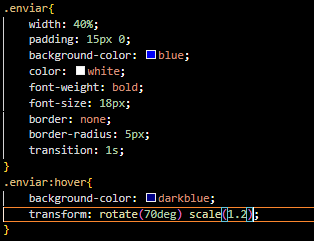 .enviar{
width: 40%;
padding: 15px 0;
background-color: blue;
color: white;
font-weight: bold;
font-size: 18px;
border: none;
border-radius: 5px;
transition: 1s;
}
.enviar:hover{
background-color: darkblue;
transform: rotate(70deg) scale(1.2);
}